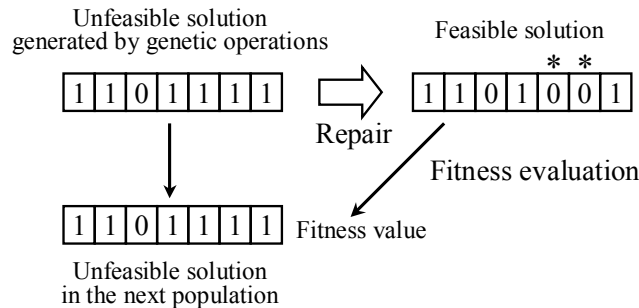 Unfeasible solution
generated by genetic operations
Feasible solution
* *
1 1 0 1 1 1 1
1 1 0 1 0 0 1
Repair
Fitness evaluation
1 1 0 1 1 1 1
Fitness value
Unfeasible solution
in the next population